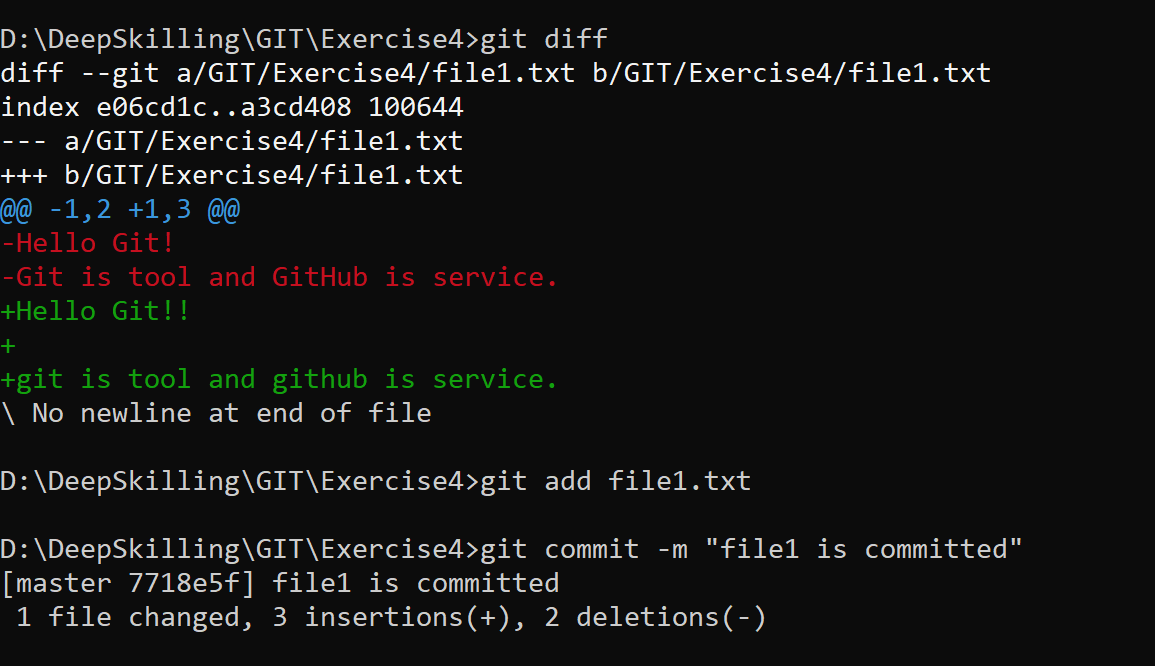 D:\DeepSkilling\GIT\Exercise4>git diff
diff --git a/GIT/Exercise4/file1.txt b/GIT/Exercise4/file1.txt
index e06cd1c..a3cd408 100644
--- a/GIT/Exercise4/file1.txt
+++ b/GIT/Exercise4/file1.txt
@@ -1,2 +1,3 @@
-Hello Git!
-Git is tool and GitHub is service.
+Hello Git!!
+
+git is tool and github is service.
\ No newline at end of file
D:\DeepSkilling\GIT\Exercise4>git add file1.txt
D:\DeepSkilling\GIT\Exercise4>git commit -m "file1 is committed"
[master 7718e5f] file1 is committed
 1 file changed, 3 insertions(+), 2 deletions(-)